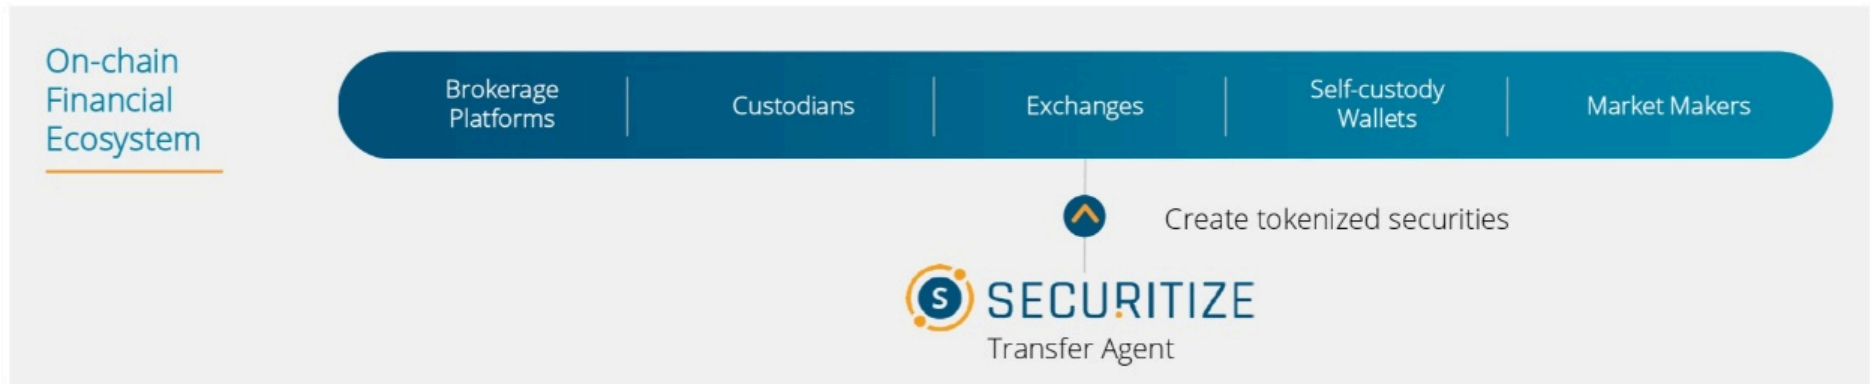 On-chain
Financial
Ecosystem
Brokerage
Platforms
Custodians
Exchanges
Self-custody
Wallets
Market Makers
Create tokenized securities
S SECURITIZE
Transfer Agent